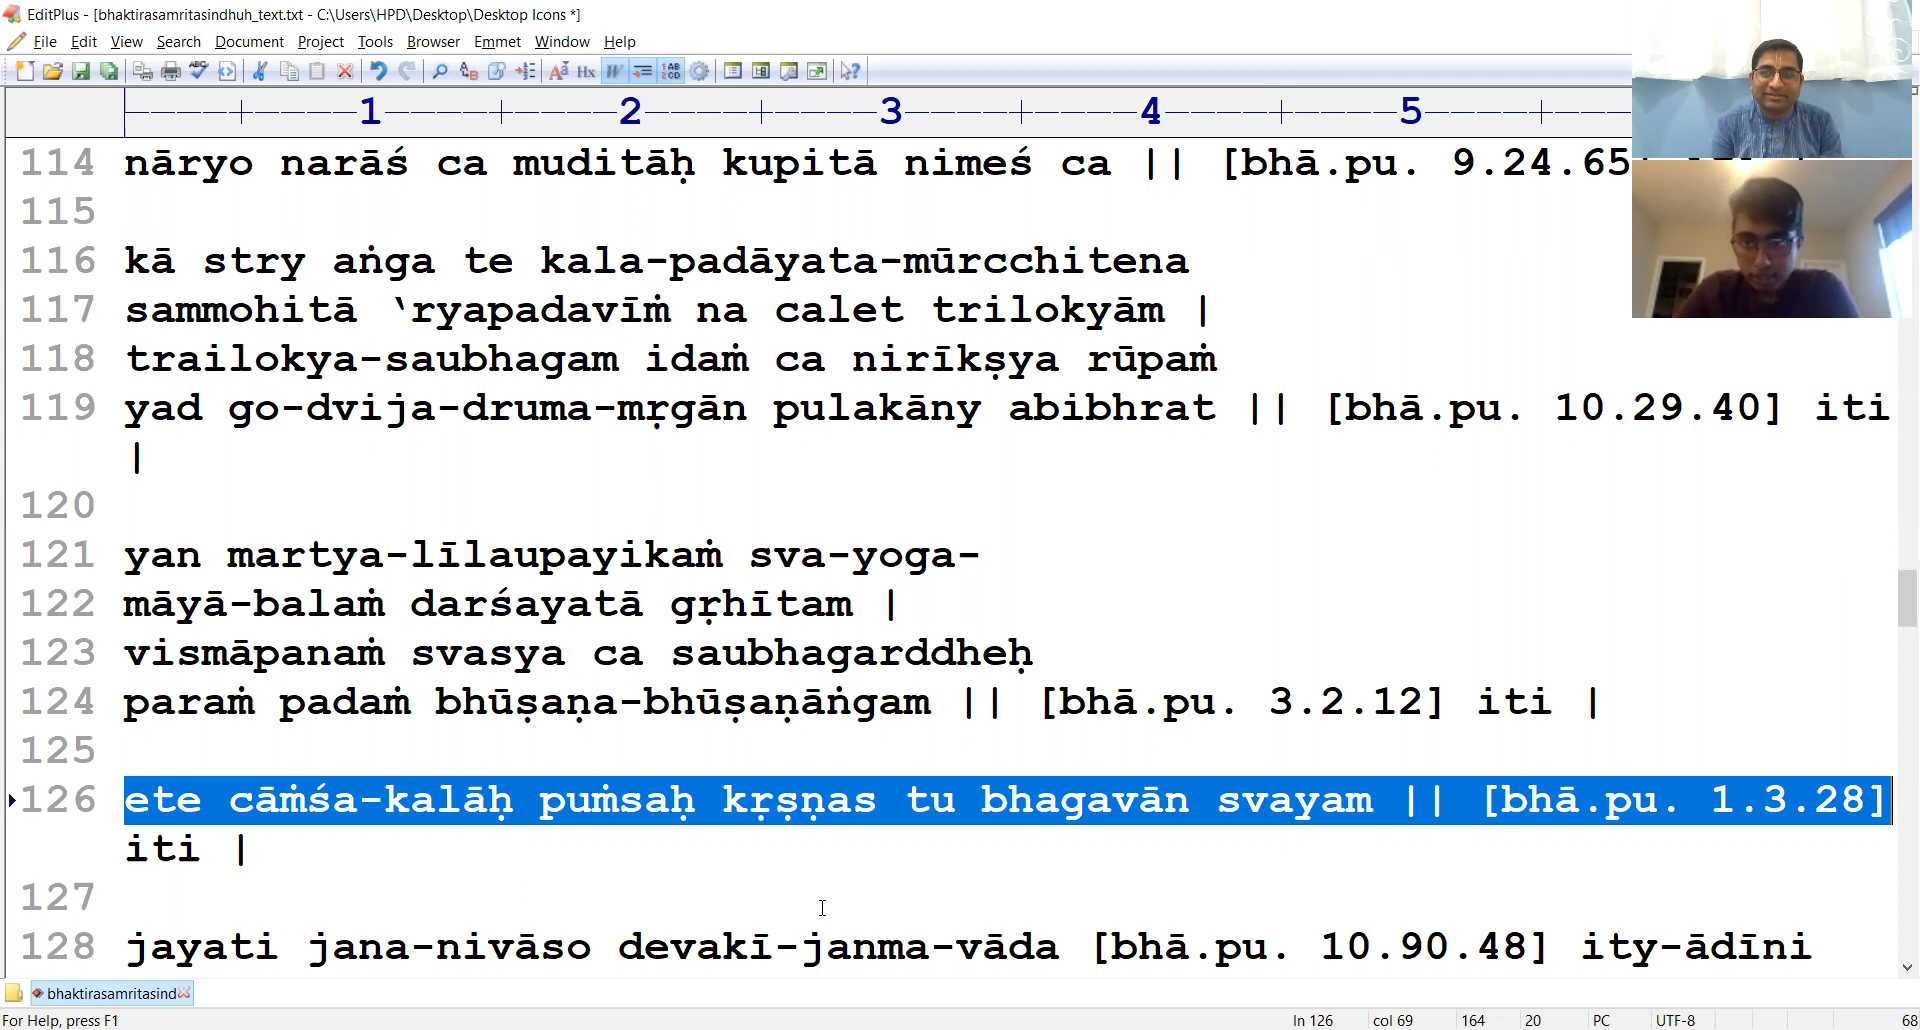 EditPlus - [bhaktirasamritasindhuh_text.txt - C:\Users\HPD\Desktop\Desktop Icons *]
File Edit View Search Document Project Tools Browser Emmet Window Help
1 2 3 4 5
114 nāryo narāś ca muditāḥ kupitā nimeś ca || [bhā.pu. 9.24.65
115
116 kā stry aṅga te kala-padāyata-mūrcchitena
117 sammohitā ‘ryapadavīṁ na calet trilokyām |
118 trailokya-saubhagam idaṁ ca nirīkṣya rūpaṁ
119 yad go-dvija-druma-mṛgān pulakāny abibhrat || [bhā.pu. 10.29.40] iti
|
120
121 yan martya-līlaupayikaṁ sva-yoga-
122 māyā-balaṁ darśayatā gṛhītam |
123 vismāpanaṁ svasya ca saubhagarddheḥ
124 paraṁ padaṁ bhūṣaṇa-bhūṣaṇāṅgam || [bhā.pu. 3.2.12] iti |
125
126 ete cāṁśa-kalāḥ puṁsaḥ kṛṣṇas tu bhagavān svayam || [bhā.pu. 1.3.28]
iti |
127
128 jayati jana-nivāso devakī-janma-vāda [bhā.pu. 10.90.48] ity-ādīni
bhaktirasamritasind
For Help, press F1 ln 126 col 69 164 20 PC UTF-8 68